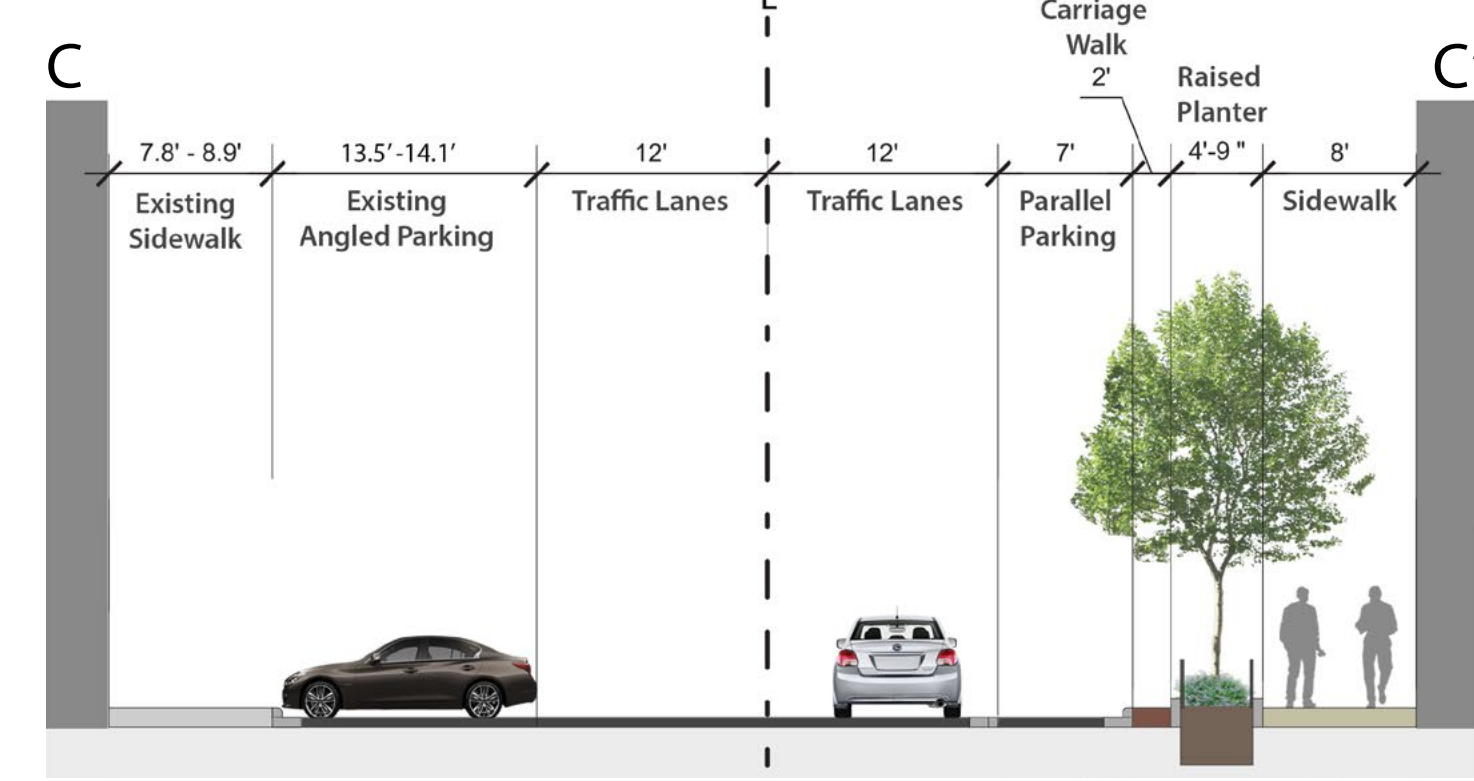 Carriage
Walk
2'
C
C
Raised
Planter
7.8' - 8.9'
13.5'-14.1'
12'
12'
7'
4'-9 "
8'
Existing
Sidewalk
Existing
Angled Parking
Traffic Lanes
Traffic Lanes
Parallel
Parking
Sidewalk